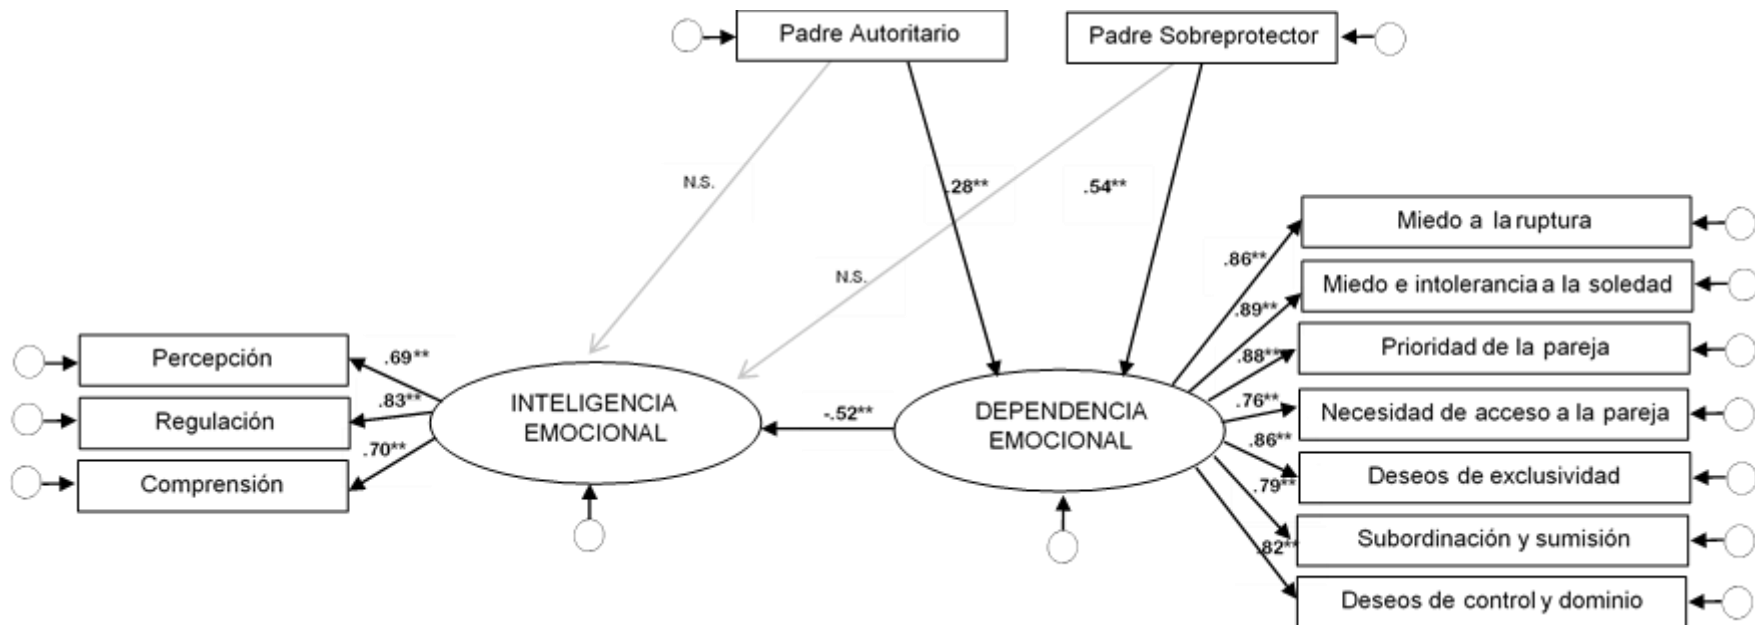 Padre Autoritario
Padre Sobreprotector
N.S.
.28**
.54**
N.S.
Percepción
Regulación
Comprensión
.69**
.83**
.70**
INTELIGENCIA
EMOCIONAL
-.52**
DEPENDENCIA
EMOCIONAL
.86**
.89**
.88**
.76**
.86**
.79**
.82**
Miedo a la ruptura
Miedo e intolerancia a la soledad
Prioridad de la pareja
Necesidad de acceso a la pareja
Deseos de exclusividad
Subordinación y sumisión
Deseos de control y dominio